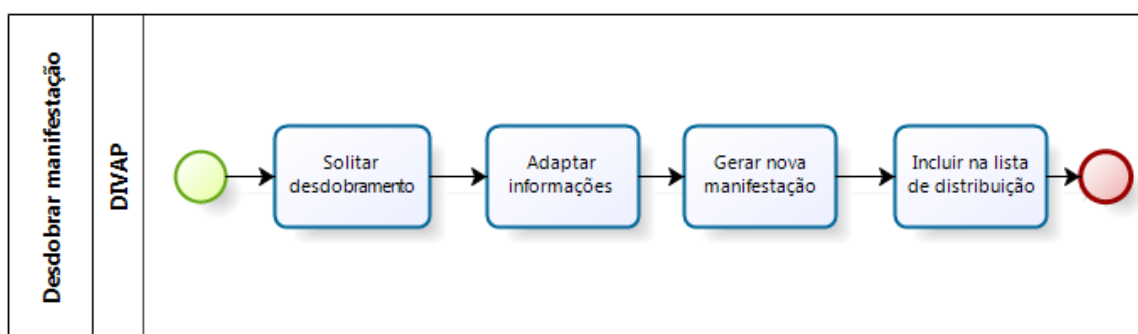 Desdobrar manifestação
DIVAP
Solitar
desdobramento
Adaptar
informações
Gerar nova
manifestação
Incluir na lista
de distribuição